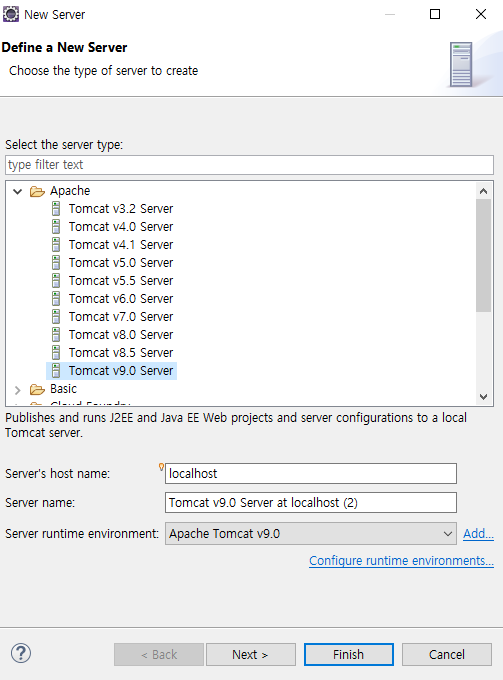 New Server
Define a New Server
Choose the type of server to create
Select the server type:
type filter text
Apache
Tomcat v3.2 Server
Tomcat v4.0 Server
Tomcat v4.1 Server
Tomcat v5.0 Server
Tomcat v5.5 Server
Tomcat v6.0 Server
Tomcat v7.0 Server
Tomcat v8.0 Server
Tomcat v8.5 Server
Tomcat v9.0 Server
Basic
Cloud Foundry
Publishes and runs J2EE and Java EE Web projects and server configurations to a local
Tomcat server.
Server's host name: localhost
Server name: Tomcat v9.0 Server at localhost (2)
Server runtime environment: Apache Tomcat v9.0 Add...
Configure runtime environments...
? < Back Next > Finish Cancel